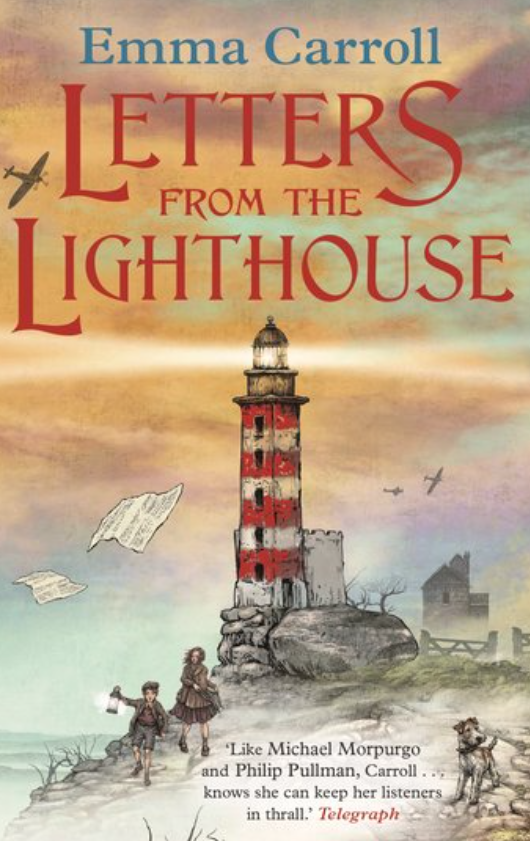 Emma Carroll
LETTERS
FROM THE
LIGHTHOUSE
‘Like Michael Morpurgo
and Philip Pullman, Carroll . . .
knows she can keep her listeners
in thrall.’ Telegraph